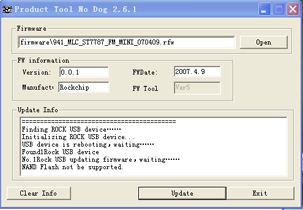 Product Tool No Dog 2.6.1
Firmware
firmware\941_MLC_ST7787_FM_MINI_070409.rfw
Open
FW information
Version: 0.0.1 FWDate: 2007.4.9
Manufact: Rockchip FW Tool Ver5
Update Info
========================================
Finding ROCK USB device······
Initializing ROCK USB device...
USB device is rebooting,waiting······
Found1Rock USB device
No.1Rock USB updating firmware,waiting······
NAND Flash not be supported.
Clear Info Update Exit